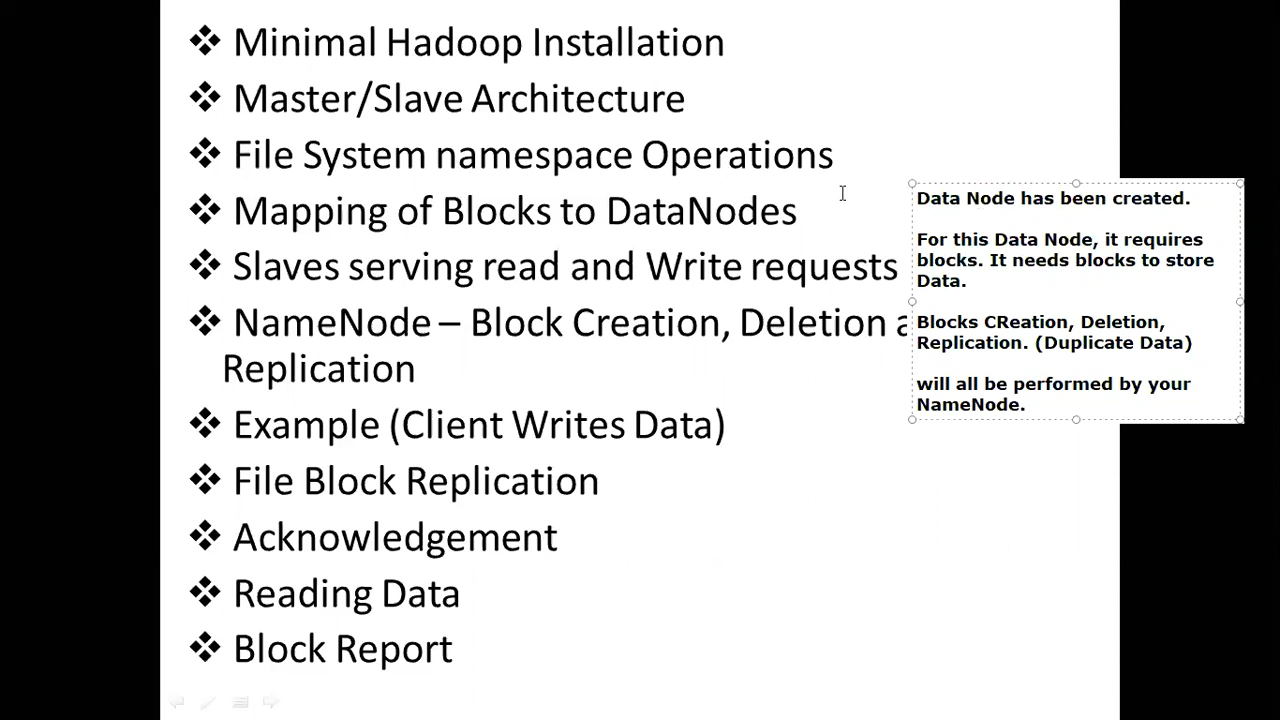 ❖ Minimal Hadoop Installation
❖ Master/Slave Architecture
❖ File System namespace Operations
❖ Mapping of Blocks to DataNodes
❖ Slaves serving read and Write requests
❖ NameNode – Block Creation, Deletion
Replication
❖ Example (Client Writes Data)
❖ File Block Replication
❖ Acknowledgement
❖ Reading Data
❖ Block Report
Data Node has been created.
For this Data Node, it requires
blocks. It needs blocks to store
Data.
Blocks CReation, Deletion,
Replication. (Duplicate Data)
will all be performed by your
NameNode.